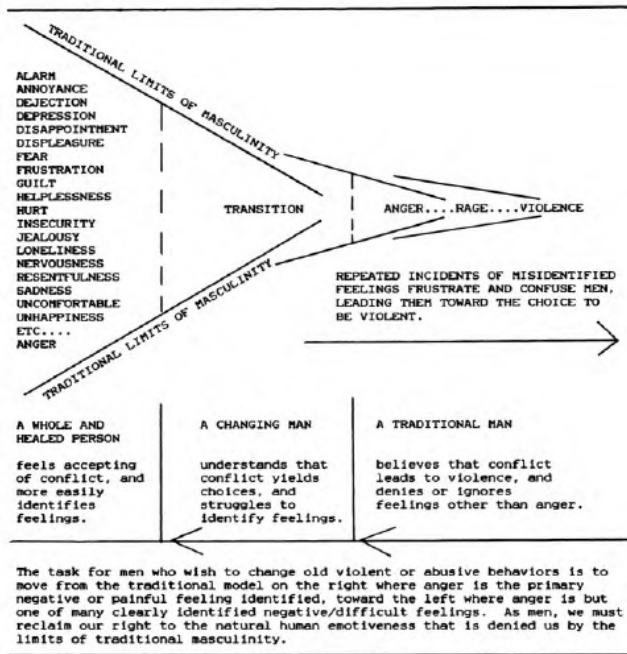 TRADITIONAL LIMITS OF MASCULINITY
ALARM
ANNOYANCE
DEJECTION
DEPRESSION
DISAPPOINTMENT
DISPLEASURE
FEAR
FRUSTRATION
GUILT
HELPLESSNESS
HURT
INSECURITY
JEALOUSY
LONELINESS
NERVOUSNESS
RESENTFULNESS
SADNESS
UNCOMFORTABLE
UNHAPPINESS
ETC....
ANGER
TRANSITION
ANGER....RAGE....VIOLENCE
TRADITIONAL LIMITS OF MASCULINITY
REPEATED INCIDENTS OF MISIDENTIFIED
FEELINGS FRUSTRATE AND CONFUSE MEN,
LEADING THEM TOWARD THE CHOICE TO
BE VIOLENT.
A WHOLE AND
HEALED PERSON
feels accepting
of conflict, and
more easily
identifies
feelings.
A CHANGING MAN
understands that
conflict yields
choices, and
struggles to
identify feelings.
A TRADITIONAL MAN
believes that conflict
leads to violence, and
denies or ignores
feelings other than anger.
The task for men who wish to change old violent or abusive behaviors is to
move from the traditional model on the right where anger is the primary
negative or painful feeling identified, toward the left where anger is but
one of many clearly identified negative/difficult feelings. As men, we must
reclaim our right to the natural human emotiveness that is denied us by the
limits of traditional masculinity.